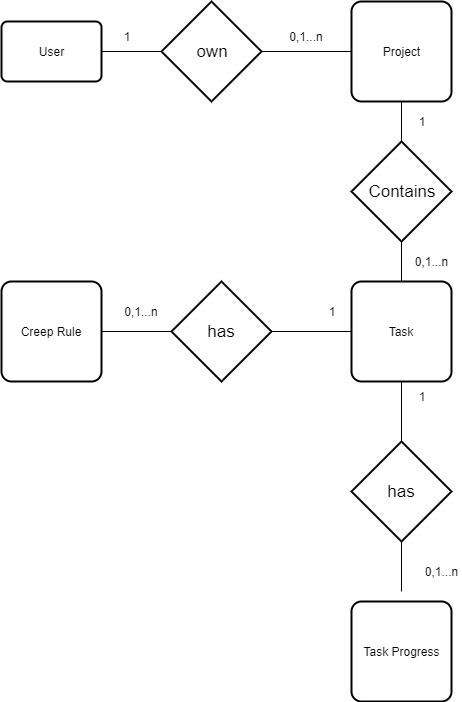 1
0,1...n
User
own
Project
1
Contains
0,1...n
0,1...n
1
Creep Rule
has
Task
1
has
0,1...n
Task Progress